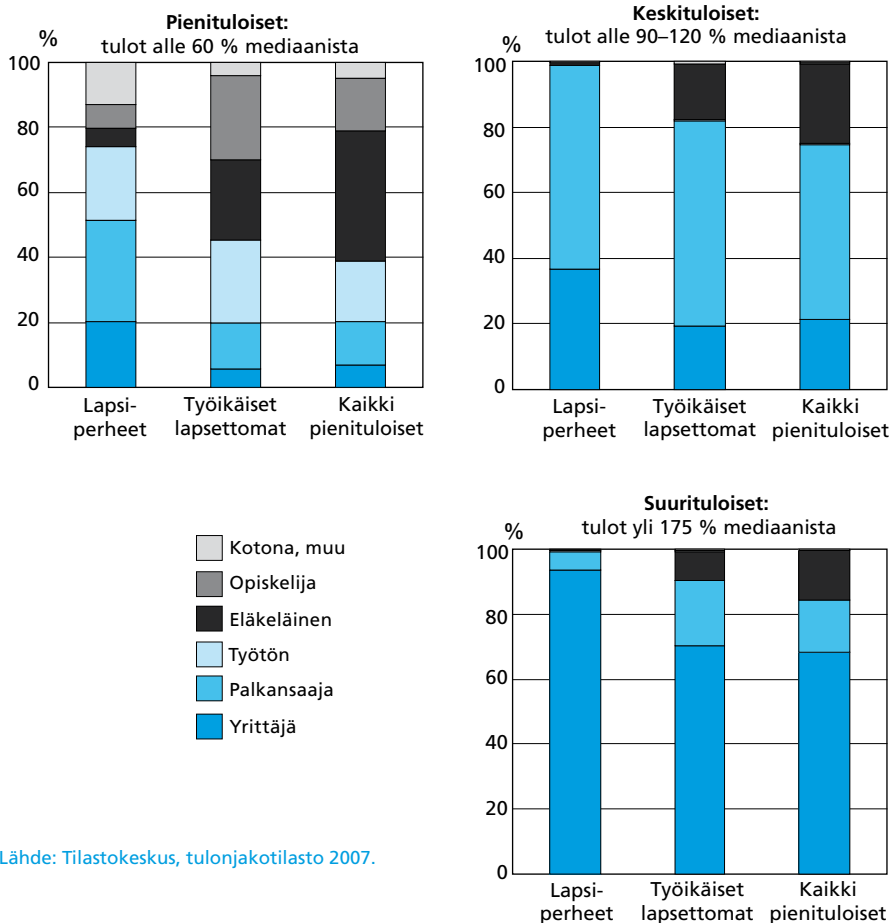 Pienituloiset:
tulot alle 60 % mediaanista
%
100
80
60
40
20
0
Lapsi-
perheet
Työikäiset
lapsettomat
Kaikki
pienituloiset
Keskituloiset:
tulot alle 90–120 % mediaanista
%
100
80
60
40
20
0
Lapsi-
perheet
Työikäiset
lapsettomat
Kaikki
pienituloiset
Kotona, muu
Opiskelija
Eläkeläinen
Työtön
Palkansaaja
Yrittäjä
Suurituloiset:
tulot yli 175 % mediaanista
%
100
80
60
40
20
0
Lapsi-
perheet
Työikäiset
lapsettomat
Kaikki
pienituloiset
Lähde: Tilastokeskus, tulonjakotilasto 2007.